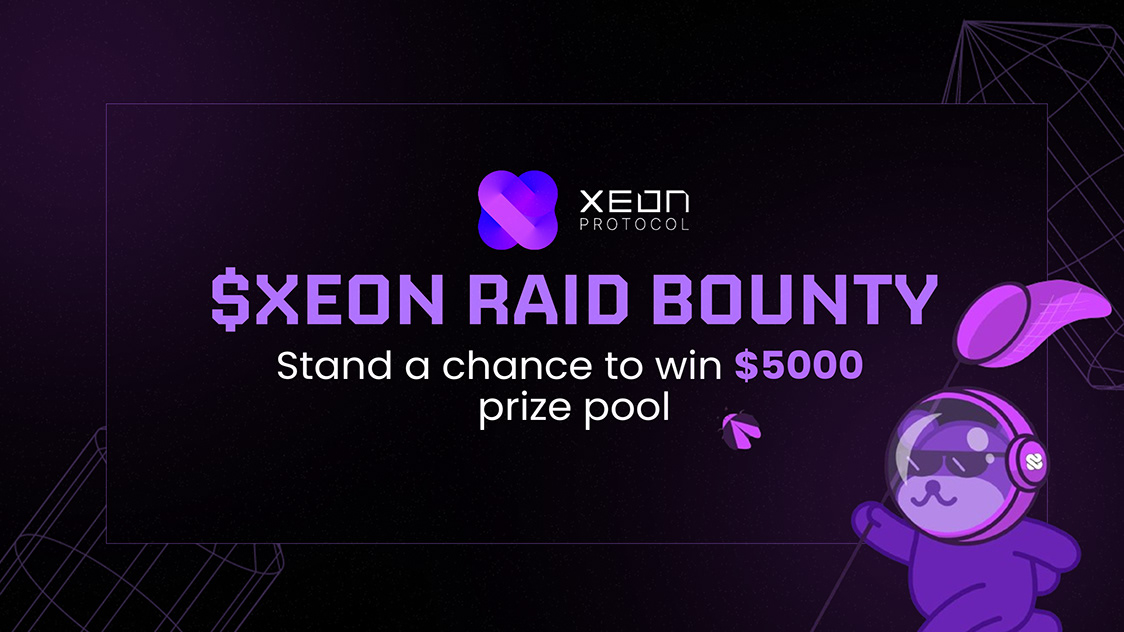 XEON
PROTOCOL
$XEON RAID BOUNTY
Stand a chance to win $5000
prize pool